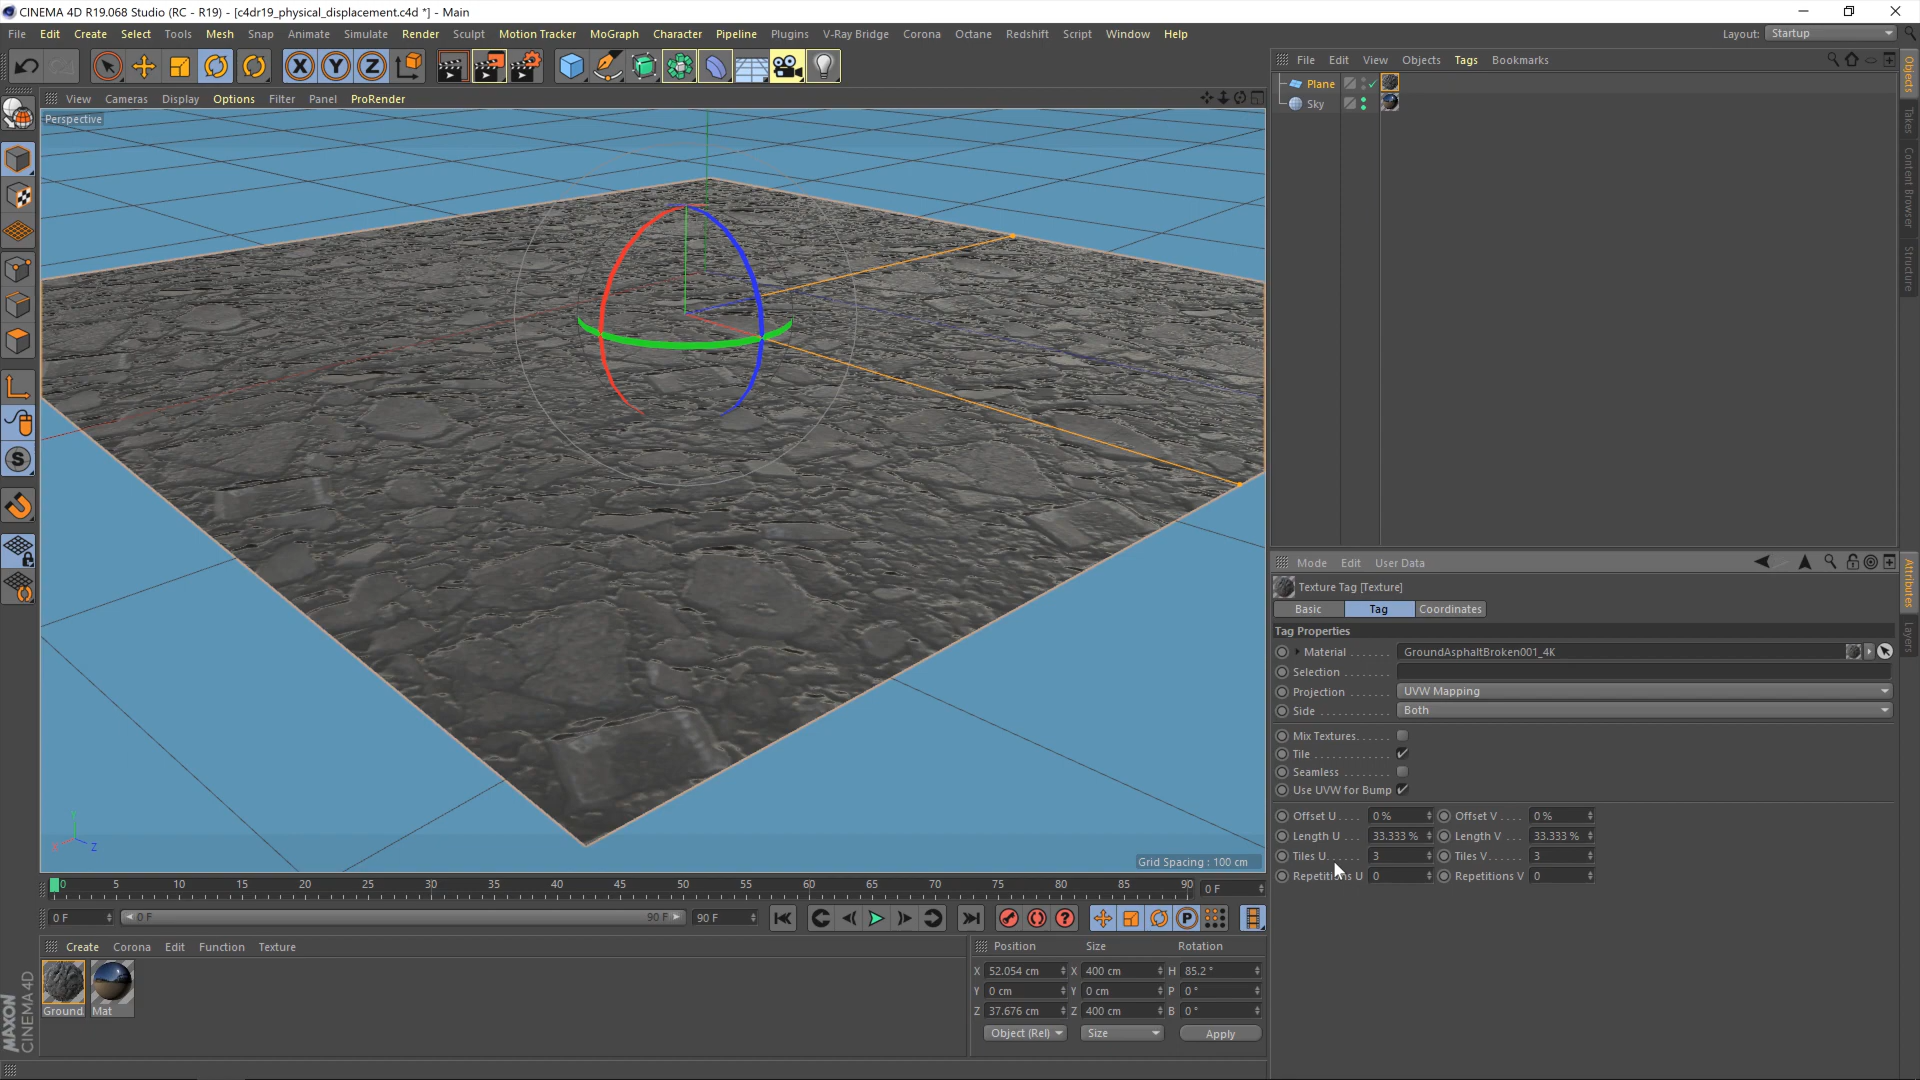 CINEMA 4D R19.068 Studio (RC - R19) - [c4dr19_physical_displacement.c4d *] - Main
File Edit Create Select Tools Mesh Snap Animate Simulate Render Sculpt Motion Tracker MoGraph Character Pipeline Plugins V-Ray Bridge Corona Octane Redshift Script Window Help
Layout: Startup
View Cameras Display Options Filter Panel ProRender
Perspective
Grid Spacing : 100 cm
File Edit View Objects Tags Bookmarks
Plane
Sky
Objects
Takes
Content Browser
Structure
Mode Edit User Data
Texture Tag [Texture]
Basic Tag Coordinates
Tag Properties
Material . . . . . . . GroundAsphaltBroken001_4K
Selection . . . . . . . .
Projection . . . . . . . UVW Mapping
Side . . . . . . . . . . . . Both
Mix Textures. . . . . .
Tile . . . . . . . . . . . . .
Seamless . . . . . . . .
Use UVW for Bump
Offset U . . . . 0 % Offset V . . . . 0 %
Length U . . . 33.333 % Length V . . . 33.333 %
Tiles U. . . . . . 3 Tiles V. . . . . . 3
Repetitions U 0 Repetitions V 0
Attributes
Layers
0 5 10 15 20 25 30 35 40 45 50 55 60 65 70 75 80 85 90 0 F
0 F 0 F 90 F 90 F
Create Corona Edit Function Texture
Ground
Mat
Position Size Rotation
X 52.054 cm X 400 cm H 85.2 °
Y 0 cm Y 0 cm P 0 °
Z 37.676 cm Z 400 cm B 0 °
Object (Rel) Size Apply
X Y Z
S
P
MAXON
CINEMA 4D